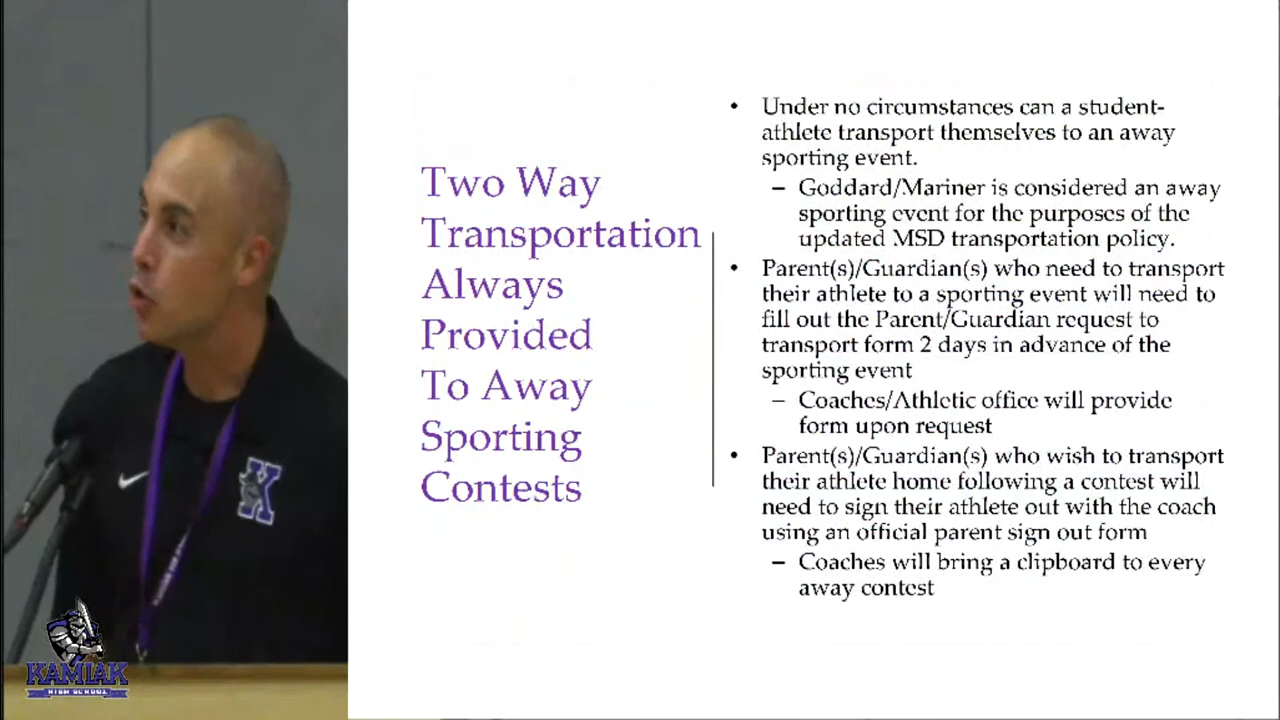 Two Way
Transportation
Always
Provided
To Away
Sporting
Contests
• Under no circumstances can a student-
athlete transport themselves to an away
sporting event.
– Goddard/Mariner is considered an away
sporting event for the purposes of the
updated MSD transportation policy.
• Parent(s)/Guardian(s) who need to transport
their athlete to a sporting event will need to
fill out the Parent/Guardian request to
transport form 2 days in advance of the
sporting event
– Coaches/Athletic office will provide
form upon request
• Parent(s)/Guardian(s) who wish to transport
their athlete home following a contest will
need to sign their athlete out with the coach
using an official parent sign out form
– Coaches will bring a clipboard to every
away contest
K
KAMIAK
HIGH SCHOOL